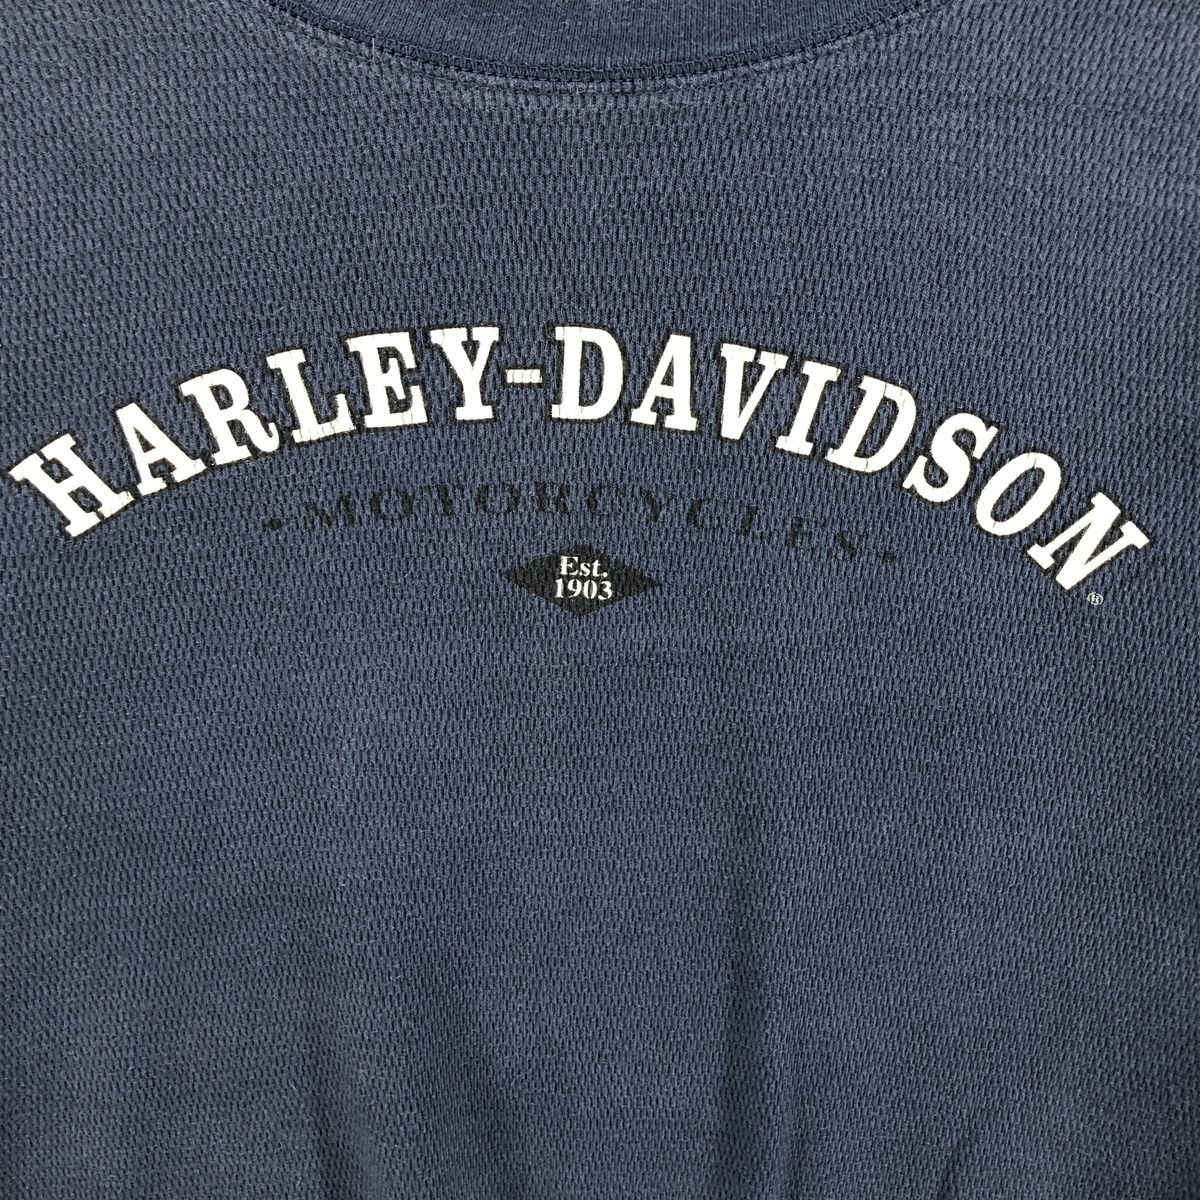 HARLEY-DAVIDSON®
• MOTORCYCLES •
Est.
1903